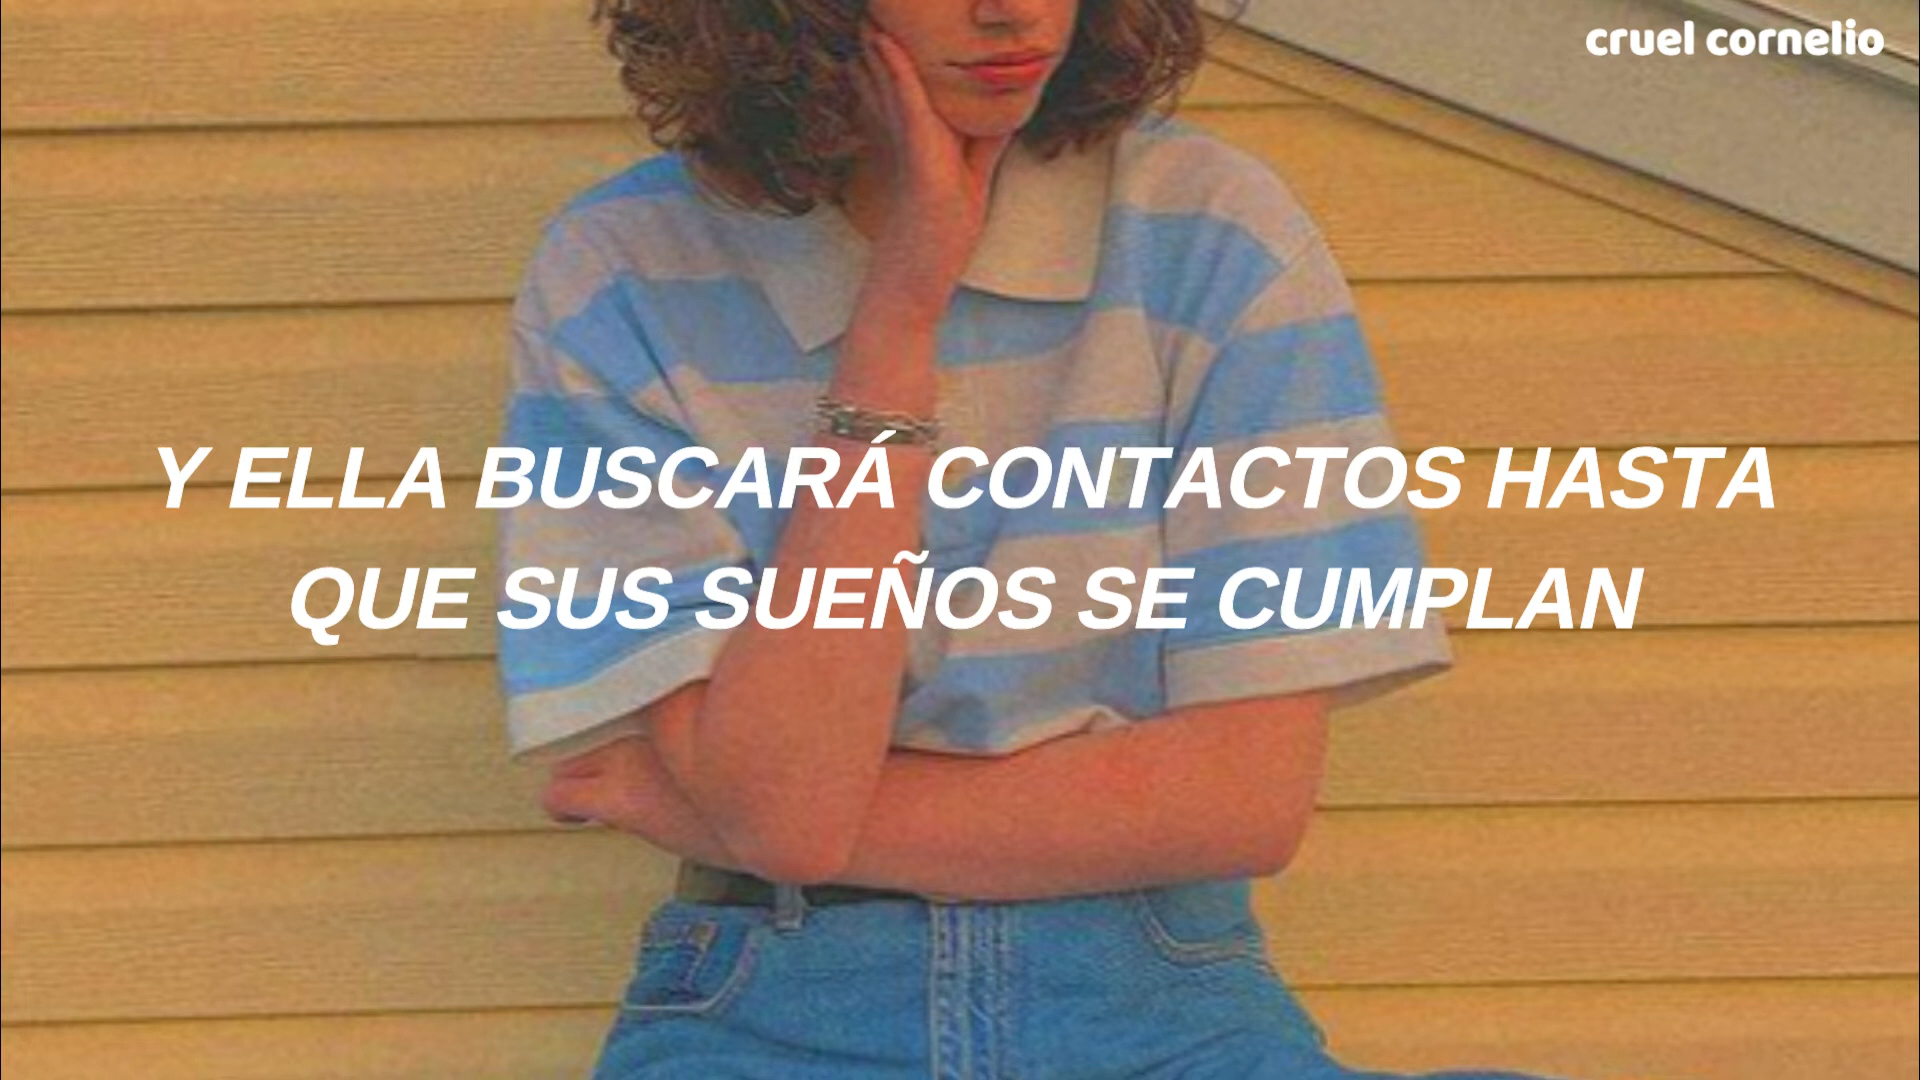 cruel cornelio
Y ELLA BUSCARÁ CONTACTOS HASTA
QUE SUS SUEÑOS SE CUMPLAN